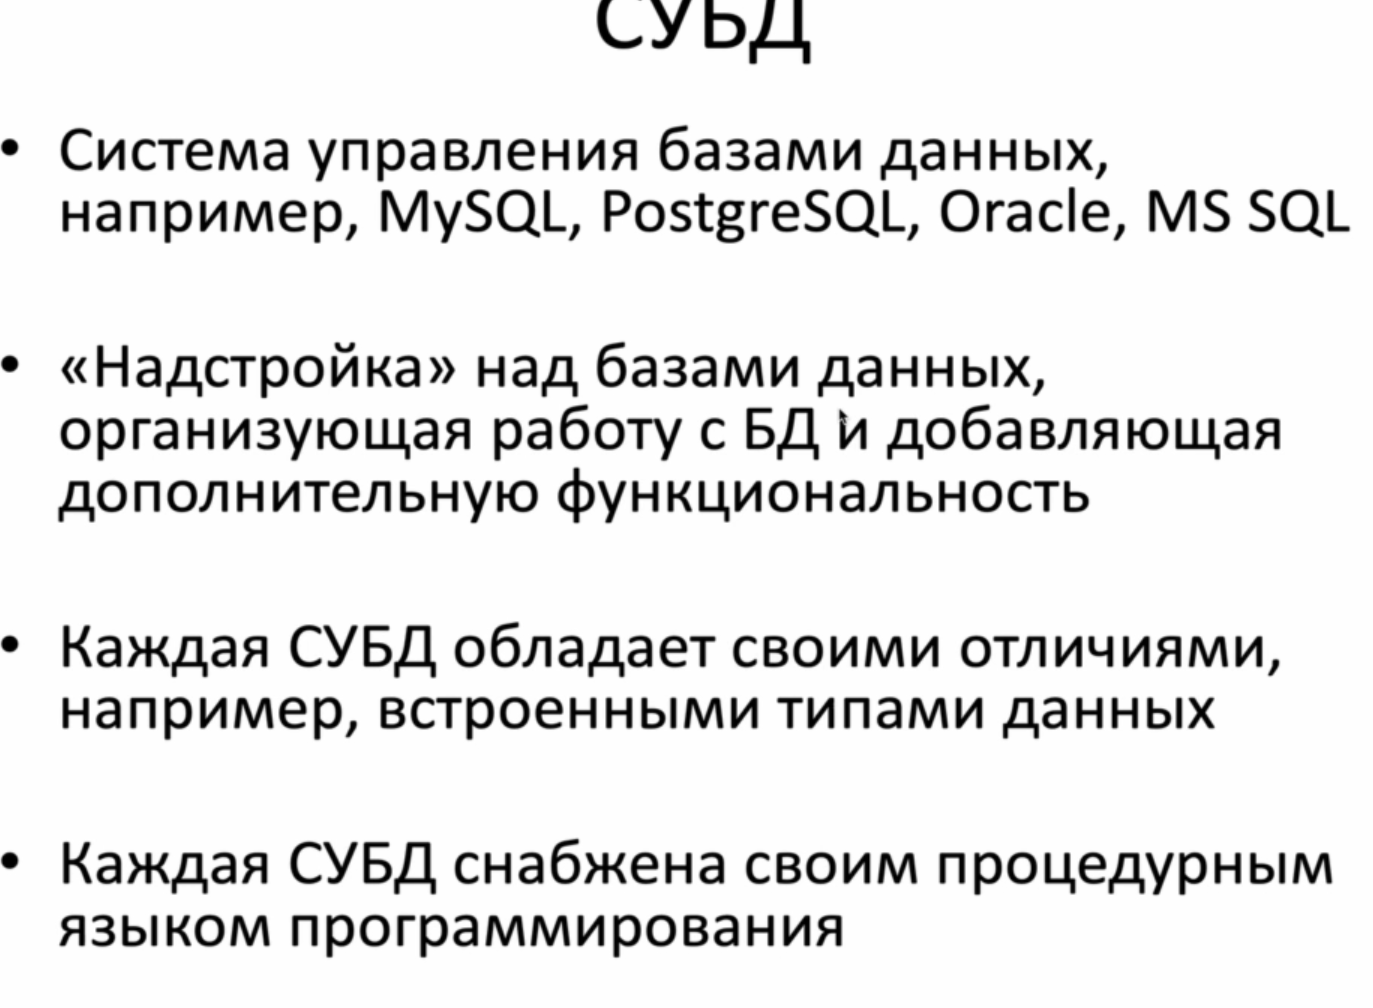 СУБД
• Система управления базами данных,
например, MySQL, PostgreSQL, Oracle, MS SQL
• «Надстройка» над базами данных,
организующая работу с БД и добавляющая
дополнительную функциональность
• Каждая СУБД обладает своими отличиями,
например, встроенными типами данных
• Каждая СУБД снабжена своим процедурным
языком программирования